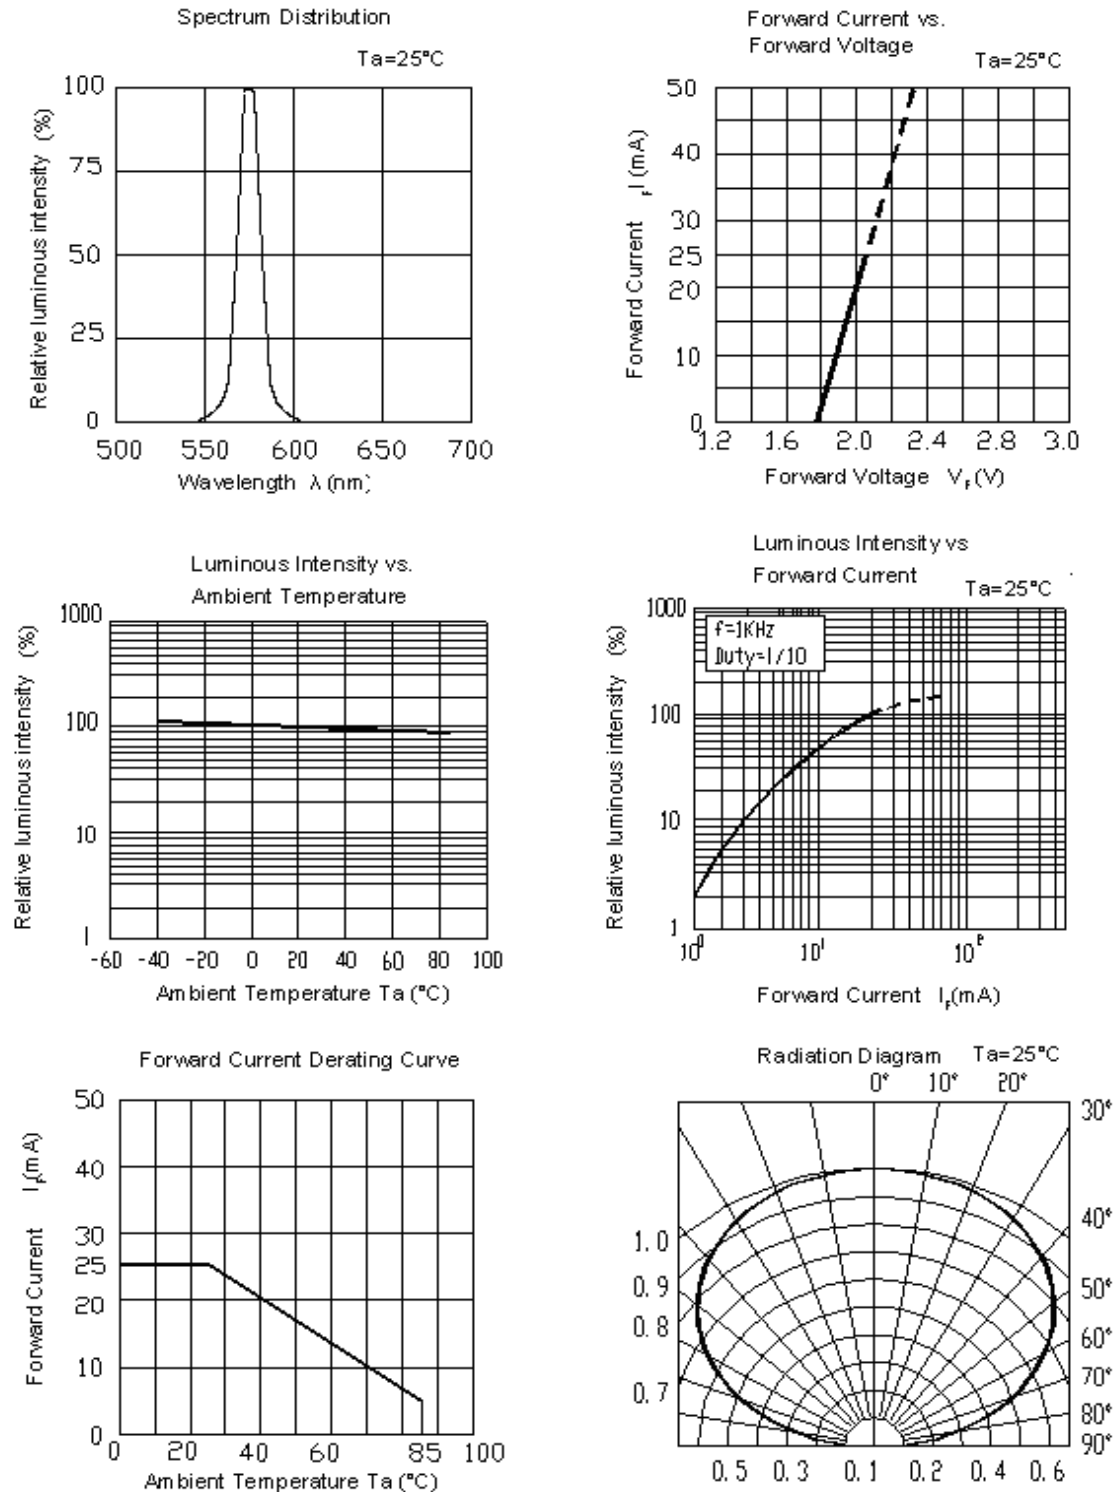 Spectrum Distribution
Ta=25°C
Relative luminous intensity (%)
100
75
50
25
0
500 550 600 650 700
Wavelength λ (nm)
Forward Current vs.
Forward Voltage
Ta=25°C
Forward Current IF (mA)
50
40
30
25
20
10
0
1.2 1.6 2.0 2.4 2.8 3.0
Forward Voltage VF (V)
Luminous Intensity vs.
Ambient Temperature
Relative luminous intensity (%)
1000
100
10
1
-60 -40 -20 0 20 40 60 80 100
Ambient Temperature Ta (°C)
Luminous Intensity vs
Forward Current
Ta=25°C
f=1KHz
Duty=1/10
Relative luminous intensity (%)
1000
100
10
1
10⁰ 10¹ 10²
Forward Current IF(mA)
Forward Current Derating Curve
Forward Current IF(mA)
50
40
30
25
20
10
0
0 20 40 60 85 100
Ambient Temperature Ta (°C)
Radiation Diagram Ta=25°C
0° 10° 20°
30°
40°
50°
60°
70°
80°
90°
1.0
0.9
0.8
0.7
0.5 0.3 0.1 0.2 0.4 0.6